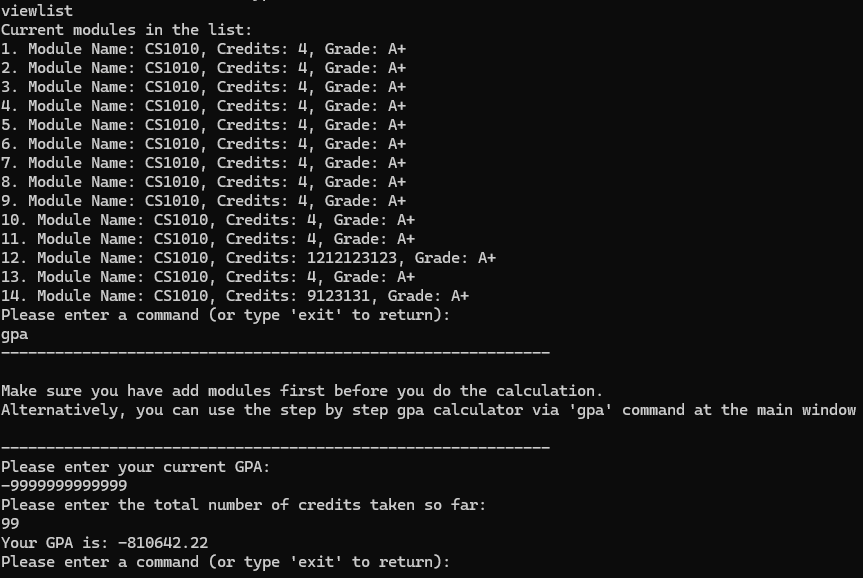 viewlist
Current modules in the list:
1. Module Name: CS1010, Credits: 4, Grade: A+
2. Module Name: CS1010, Credits: 4, Grade: A+
3. Module Name: CS1010, Credits: 4, Grade: A+
4. Module Name: CS1010, Credits: 4, Grade: A+
5. Module Name: CS1010, Credits: 4, Grade: A+
6. Module Name: CS1010, Credits: 4, Grade: A+
7. Module Name: CS1010, Credits: 4, Grade: A+
8. Module Name: CS1010, Credits: 4, Grade: A+
9. Module Name: CS1010, Credits: 4, Grade: A+
10. Module Name: CS1010, Credits: 4, Grade: A+
11. Module Name: CS1010, Credits: 4, Grade: A+
12. Module Name: CS1010, Credits: 1212123123, Grade: A+
13. Module Name: CS1010, Credits: 4, Grade: A+
14. Module Name: CS1010, Credits: 9123131, Grade: A+
Please enter a command (or type 'exit' to return):
gpa
-------------------------------------------------------------
Make sure you have add modules first before you do the calculation.
Alternatively, you can use the step by step gpa calculator via 'gpa' command at the main window
-------------------------------------------------------------
Please enter your current GPA:
-9999999999999
Please enter the total number of credits taken so far:
99
Your GPA is: -810642.22
Please enter a command (or type 'exit' to return):